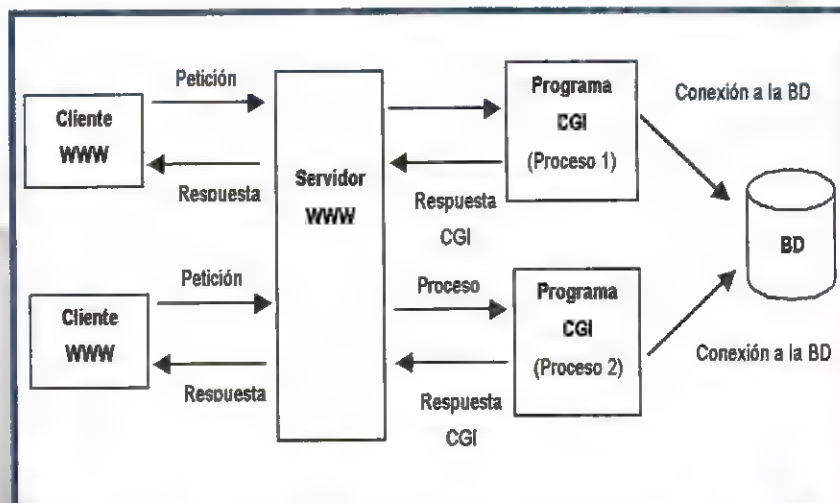 Petición
Cliente
WWW
Respuesta
Servidor
WWW
Programa
CGI
(Proceso 1)
Respuesta
CGI
Conexión a la BD
BD
Petición
Cliente
WWW
Respuesta
Proceso
Programa
CGI
(Proceso 2)
Respuesta
CGI
Conexión a la BD